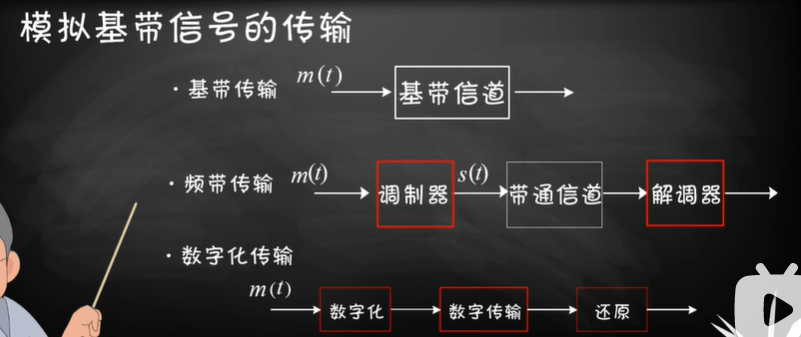 模拟基带信号的传输
·基带传输 m(t) 基带信道
·频带传输 m(t) 调制器 s(t) 带通信道 解调器
·数字化传输
m(t) 数字化 数字传输 还原